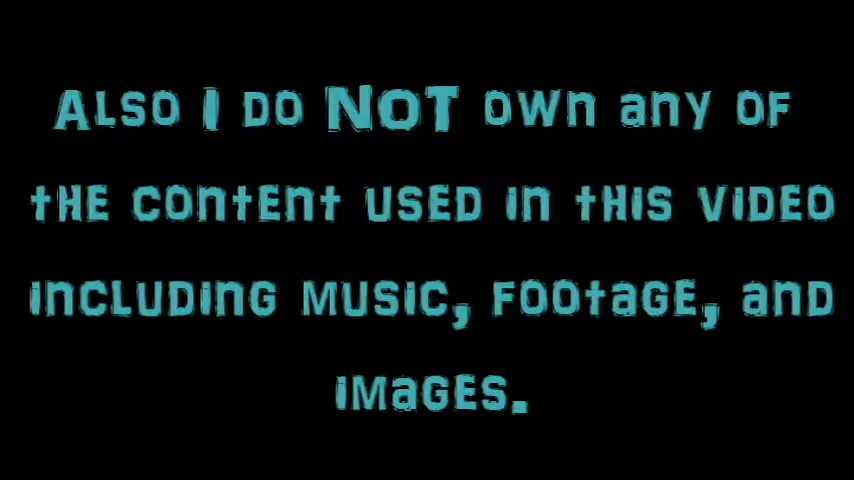 Also I do NOT own any of
the content used in this video
including music, footage, and
images.